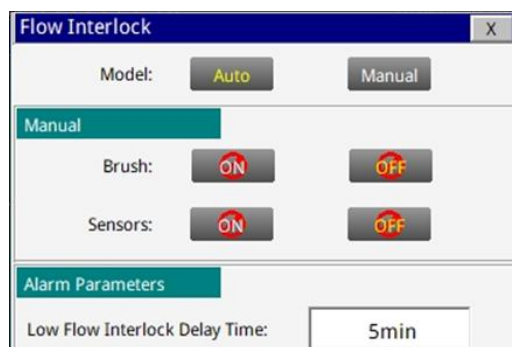 Flow Interlock X
Model: Auto Manual
Manual
Brush: ON OFF
Sensors: ON OFF
Alarm Parameters
Low Flow Interlock Delay Time: 5min